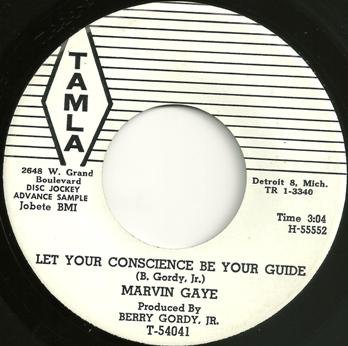 TAMLA
2648 W. Grand
Boulevard
DISC JOCKEY
ADVANCE SAMPLE
Jobete BMI
Detroit 8, Mich.
TR 1-3340
Time 3:04
H-55552
LET YOUR CONSCIENCE BE YOUR GUIDE
(B. Gordy, Jr.)
MARVIN GAYE
Produced By
BERRY GORDY, JR.
T-54041